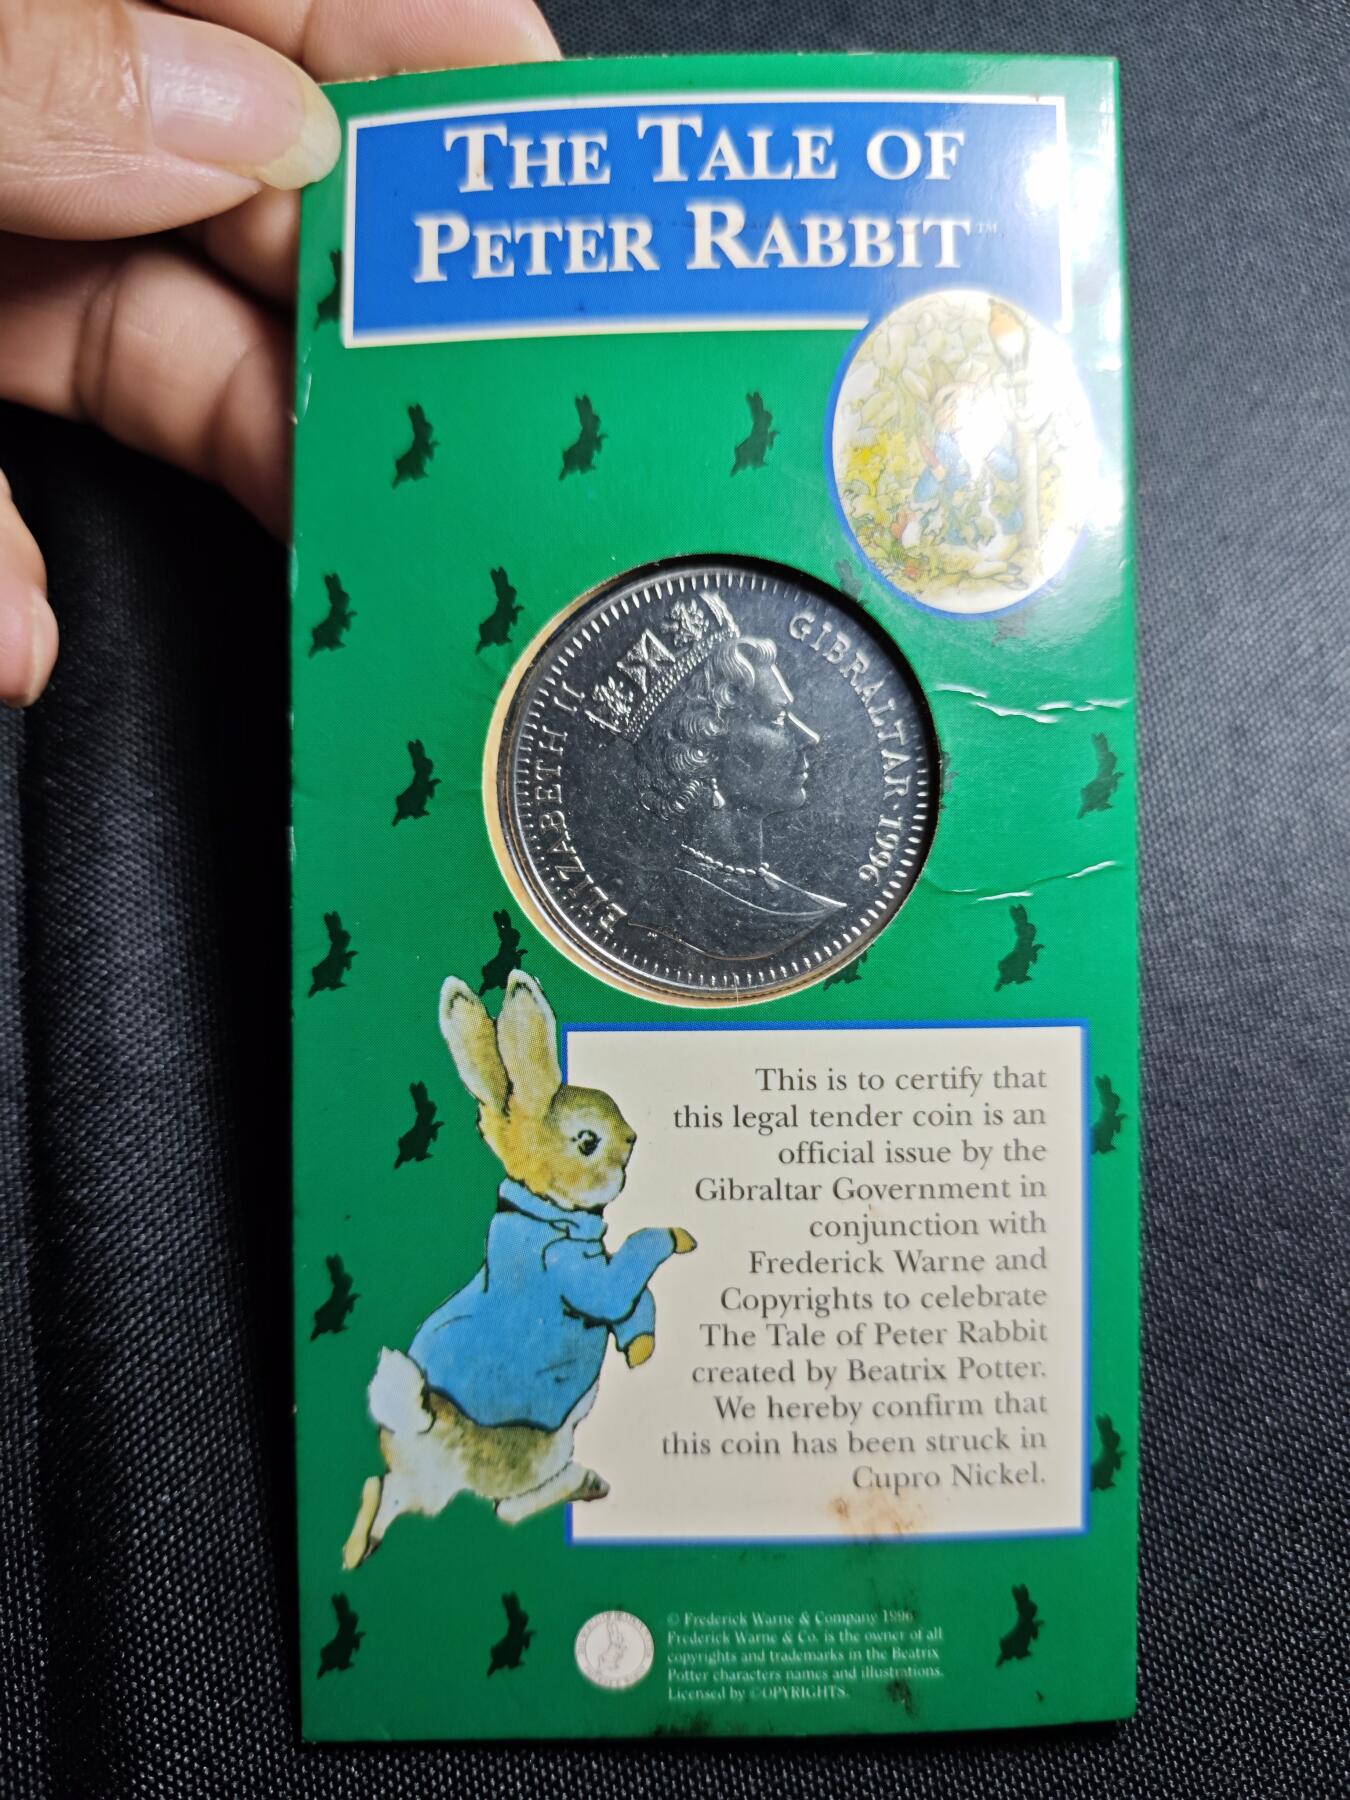 THE TALE OF
PETER RABBIT™
ELIZABETH II
GIBRALTAR · 1996
This is to certify that
this legal tender coin is an
official issue by the
Gibraltar Government in
conjunction with
Frederick Warne and
Copyrights to celebrate
The Tale of Peter Rabbit
created by Beatrix Potter.
We hereby confirm that
this coin has been struck in
Cupro Nickel.
© Frederick Warne & Company 1996
Frederick Warne & Co. is the owner of all
copyrights and trademarks in the Beatrix
Potter characters names and illustrations.
Licensed by ©OPYRIGHTS.